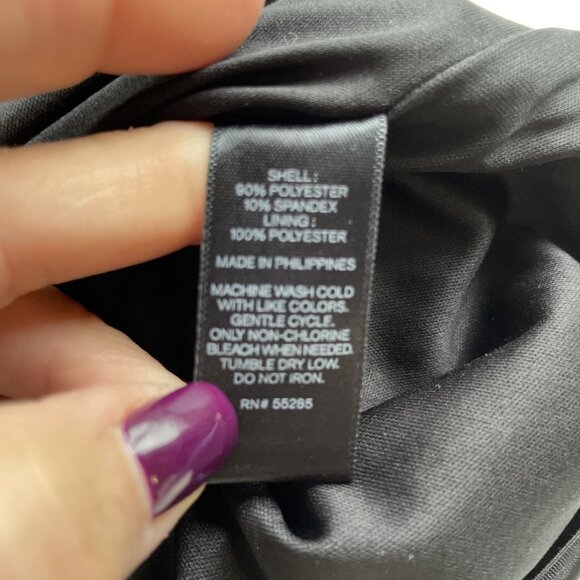 SHELL :
90% POLYESTER
10% SPANDEX
LINING :
100% POLYESTER
MADE IN PHILIPPINES
MACHINE WASH COLD
WITH LIKE COLORS.
GENTLE CYCLE.
ONLY NON-CHLORINE
BLEACH WHEN NEEDED.
TUMBLE DRY LOW.
DO NOT IRON.
RN# 55285